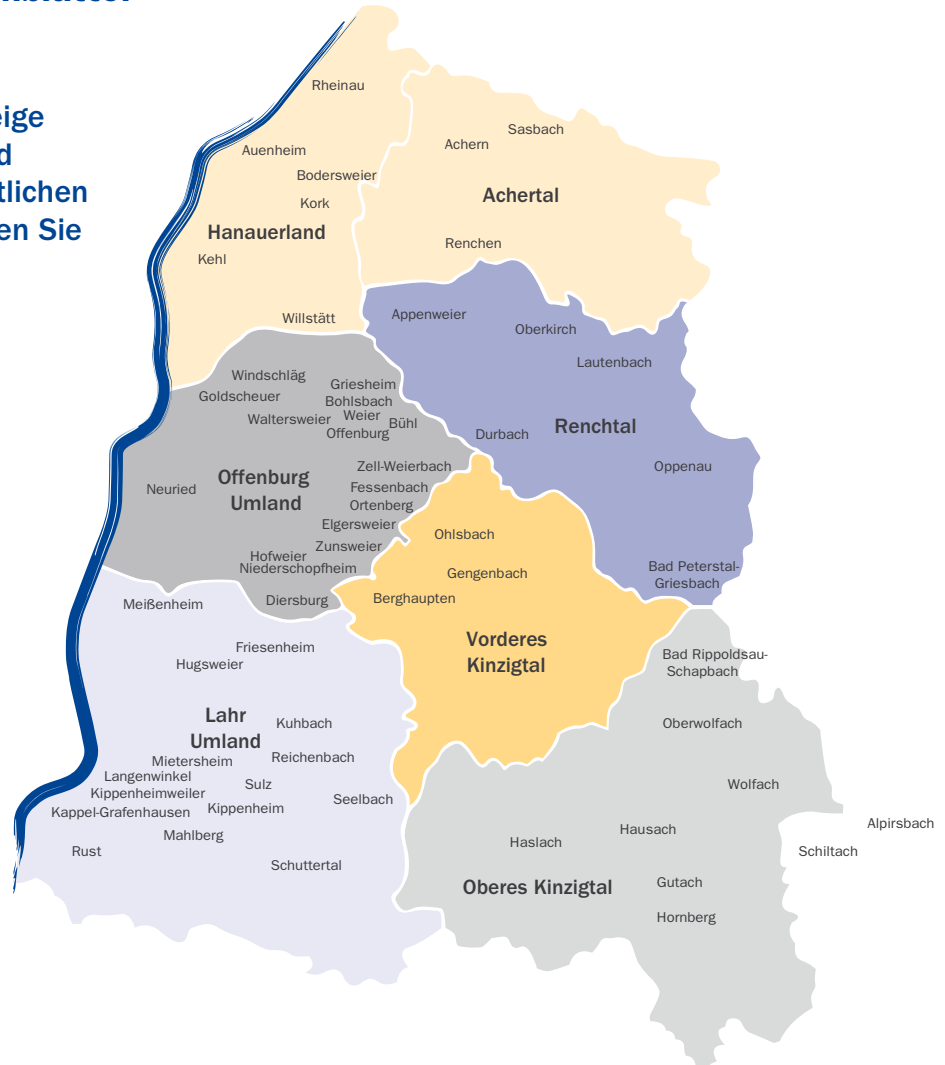 eige
d
tlichen
en Sie
Rheinau
Sasbach
Achern
Auenheim
Bodersweier
Achertal
Kork
Hanauerland
Renchen
Kehl
Willstätt
Appenweier
Oberkirch
Lautenbach
Windschläg
Griesheim
Goldscheuer
Bohlsbach
Waltersweier
Weier
Bühl
Offenburg
Durbach
Renchtal
Oppenau
Zell-Weierbach
Offenburg
Umland
Neuried
Fessenbach
Ortenberg
Elgersweier
Ohlsbach
Zunsweier
Hofweier
Niederschopfheim
Gengenbach
Bad Peterstal-
Griesbach
Diersburg
Berghaupten
Meißenheim
Vorderes
Kinzigtal
Friesenheim
Hugsweier
Bad Rippoldsau-
Schapbach
Lahr
Umland
Kuhbach
Oberwolfach
Mietersheim
Reichenbach
Langenwinkel
Sulz
Kippenheimweiler
Wolfach
Seelbach
Kappel-Grafenhausen
Kippenheim
Mahlberg
Alpirsbach
Hausach
Haslach
Rust
Schiltach
Schuttertal
Gutach
Oberes Kinzigtal
Hornberg